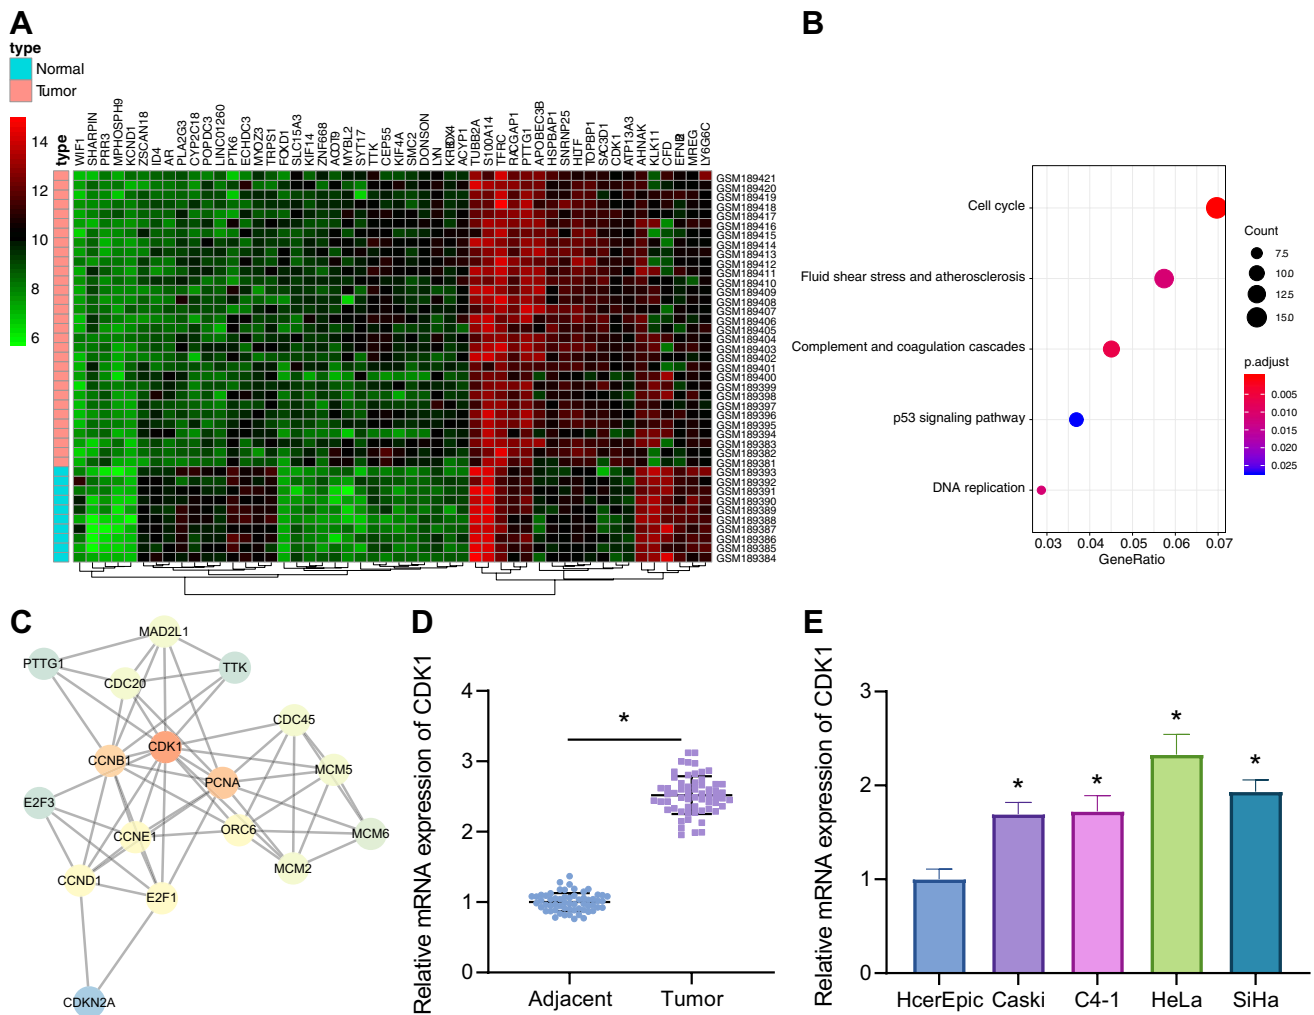 A
type
Normal
Tumor
14
12
10
8
6
type
WIF1
SHARPIN
PRR3
MPHOSPH9
KCND1
ZSCAN18
ID4
AR
PLA2G3
CYP2C18
POPDC3
LINC01260
PTK6
ECHDC3
MYOZ3
TRPS1
FOXD1
SLC15A3
KIF14
ZNF668
ACOT9
MYBL2
SYT17
TTK
CEP55
KIF4A
SMC2
DONSON
LYN
ACYP1
TUBB2A
S100A14
TFRC
RACGAP1
PTTG1
APOBEC3B
HSPBAP1
SNRNP25
HLTF
TOPBP1
SAC3D1
CDK1
ATP13A3
AHNAK
KLK11
CFD
MREG
LY6G6C
GSM189421
GSM189420
GSM189419
GSM189418
GSM189417
GSM189416
GSM189415
GSM189414
GSM189413
GSM189412
GSM189411
GSM189410
GSM189409
GSM189408
GSM189407
GSM189406
GSM189405
GSM189404
GSM189403
GSM189402
GSM189401
GSM189400
GSM189399
GSM189398
GSM189397
GSM189396
GSM189395
GSM189394
GSM189383
GSM189382
GSM189381
GSM189393
GSM189392
GSM189391
GSM189390
GSM189389
GSM189388
GSM189387
GSM189386
GSM189385
GSM189384
B
Cell cycle
Fluid shear stress and atherosclerosis
Complement and coagulation cascades
p53 signaling pathway
DNA replication
0.03 0.04 0.05 0.06 0.07
GeneRatio
Count
7.5
10.0
12.5
15.0
p.adjust
0.005
0.010
0.015
0.020
0.025
C
MAD2L1
PTTG1
TTK
CDC20
CDC45
CDK1
CCNB1
MCM5
PCNA
E2F3
ORC6
MCM6
CCNE1
MCM2
CCND1
E2F1
CDKN2A
D
Relative mRNA expression of CDK1
4
3
2
1
0
*
Adjacent Tumor
E
Relative mRNA expression of CDK1
3
2
1
0
*
*
*
*
HcerEpic Caski C4-1 HeLa SiHa